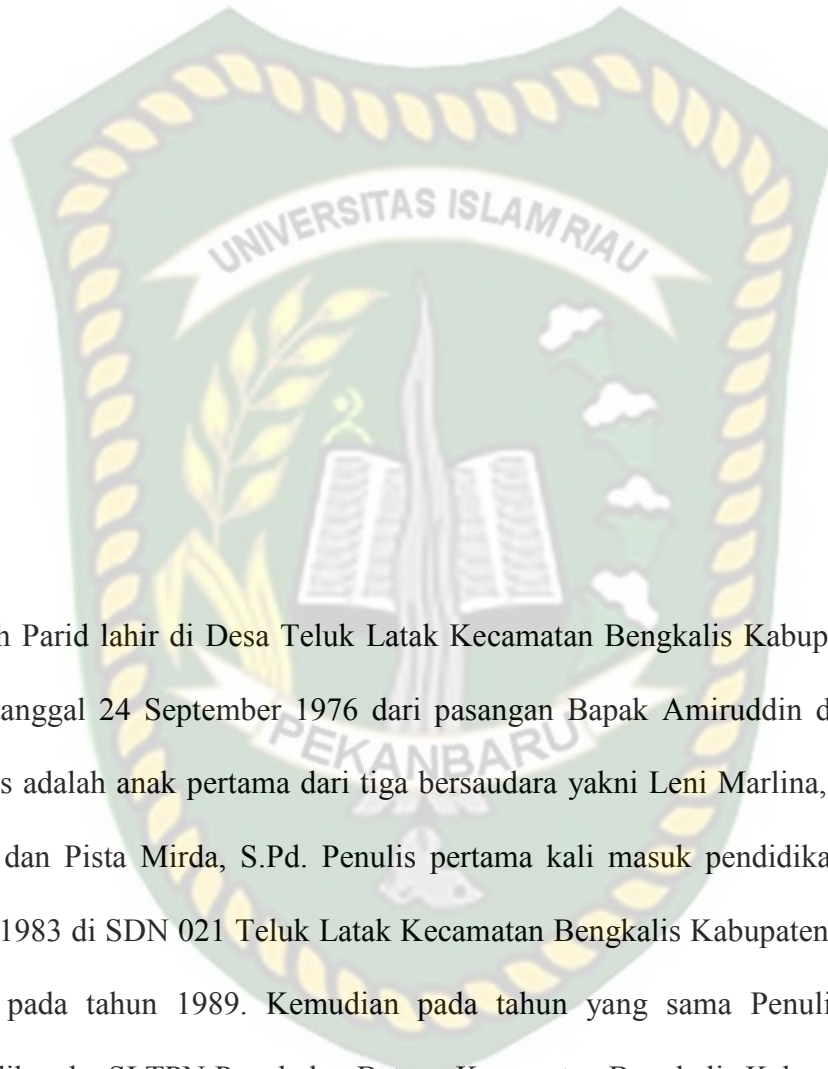 UNIVERSITAS ISLAM RIAU
h Parid lahir di Desa Teluk Latak Kecamatan Bengkalis Kabup
tanggal 24 September 1976 dari pasangan Bapak Amiruddin d
PEKANBARU
s adalah anak pertama dari tiga bersaudara yakni Leni Marlina,
dan Pista Mirda, S.Pd. Penulis pertama kali masuk pendidika
1983 di SDN 021 Teluk Latak Kecamatan Bengkalis Kabupaten
pada tahun 1989. Kemudian pada tahun yang sama Penuli